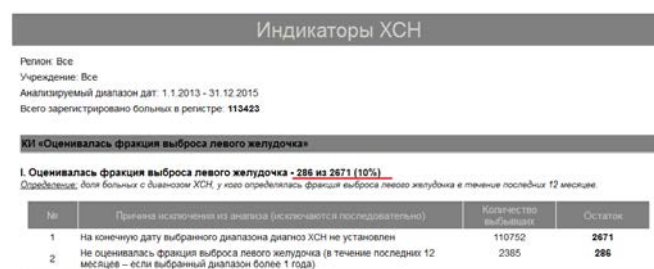 Индикаторы ХСН
Регион: Все
Учреждение: Все
Анализируемый диапазон дат: 1.1.2013 - 31.12.2015
Всего зарегистрировано больных в регистре: 113423
КИ «Оценивалась фракция выброса левого желудочка»
I. Оценивалась фракция выброса левого желудочка - 286 из 2671 (10%)
Определение: доля больных с диагнозом ХСН, у кого определялась фракция выброса левого желудочка в течение последних 12 месяцев.
№ Причина исключения из анализа (исключаются последовательно) Количество выбывших Остаток
1 На конечную дату выбранного диапазона диагноз ХСН не установлен 110752 2671
2 Не оценивалась фракция выброса левого желудочка (в течение последних 12 2385 286
месяцев – если выбранный диапазон более 1 года)